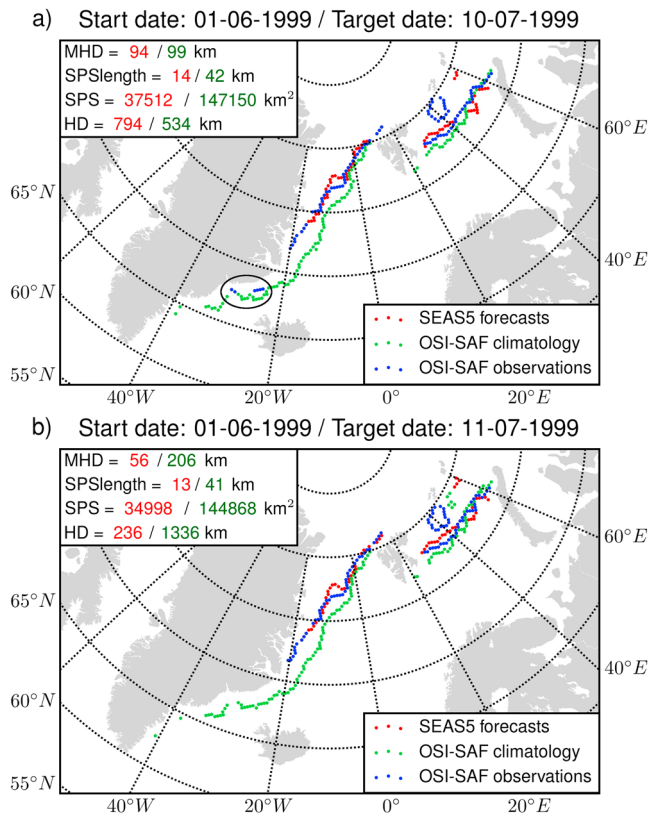 a) Start date: 01-06-1999 / Target date: 10-07-1999
MHD = 94 / 99 km
SPSlength = 14 / 42 km
SPS = 37512 / 147150 km²
HD = 794 / 534 km
65°N
60°N
55°N
60°E
40°E
SEAS5 forecasts
OSI-SAF climatology
OSI-SAF observations
40°W 20°W 0° 20°E
b) Start date: 01-06-1999 / Target date: 11-07-1999
MHD = 56 / 206 km
SPSlength = 13 / 41 km
SPS = 34998 / 144868 km²
HD = 236 / 1336 km
65°N
60°N
55°N
60°E
40°E
SEAS5 forecasts
OSI-SAF climatology
OSI-SAF observations
40°W 20°W 0° 20°E